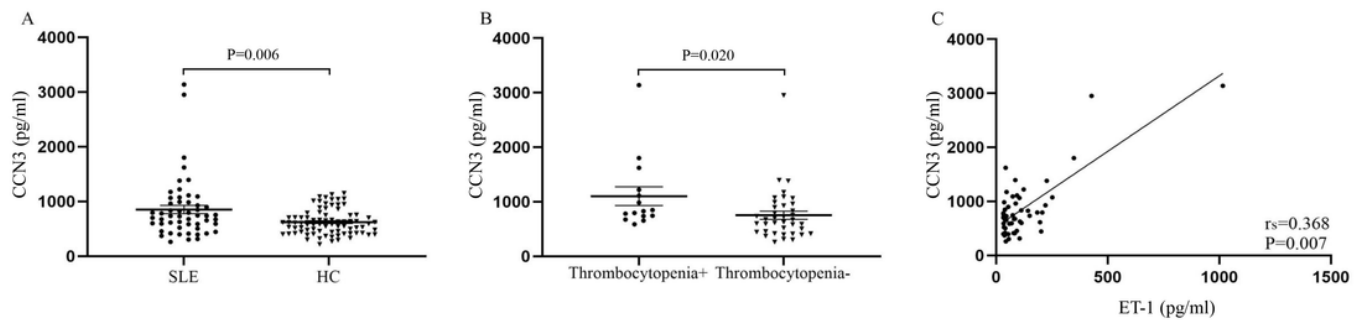 A
CCN3 (pg/ml)
4000
3000
2000
1000
0
P=0.006
SLE
HC
B
CCN3 (pg/ml)
4000
3000
2000
1000
0
P=0.020
Thrombocytopenia+
Thrombocytopenia-
C
CCN3 (pg/ml)
4000
3000
2000
1000
0
rs=0.368
P=0.007
0
500
1000
1500
ET-1 (pg/ml)